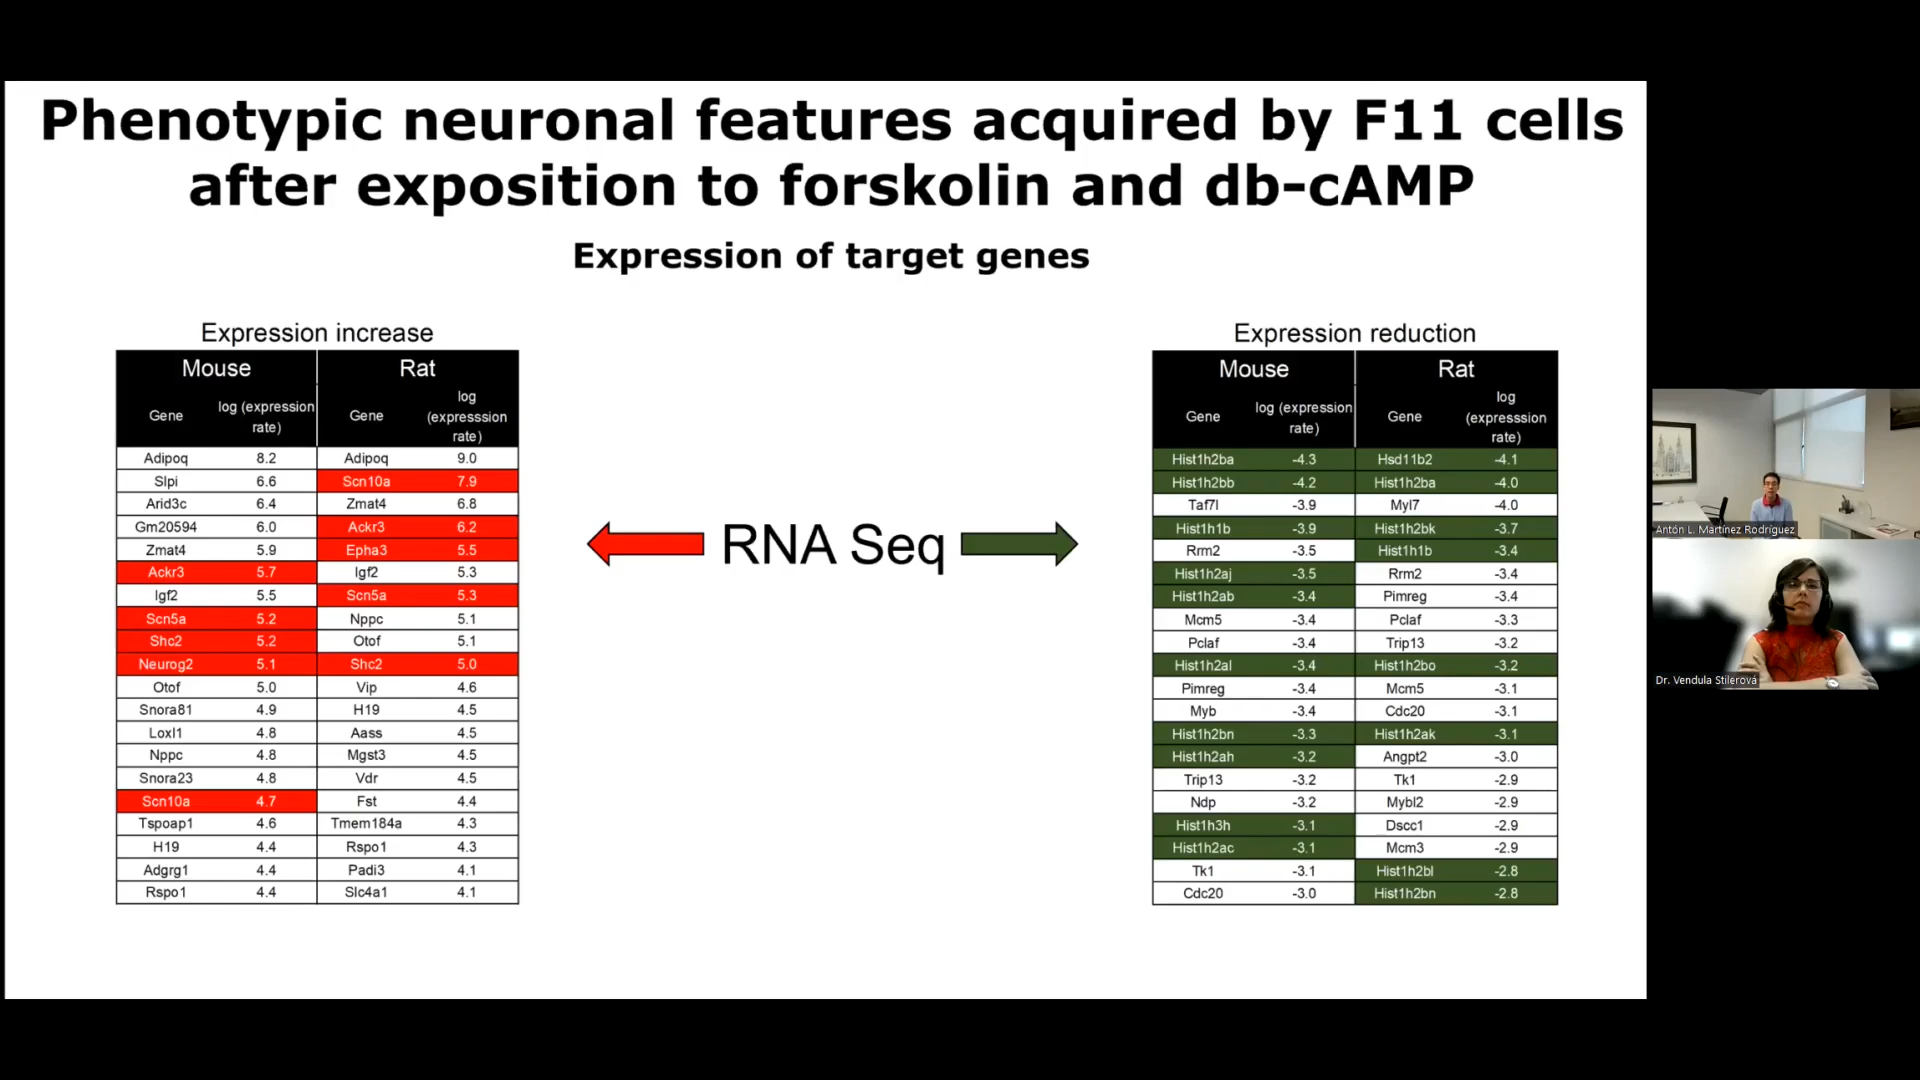 Phenotypic neuronal features acquired by F11 cells
after exposition to forskolin and db-cAMP
Expression of target genes
Expression increase
Mouse Rat
Gene log (expression rate) Gene log (expresssion rate)
Adipoq 8.2 Adipoq 9.0
Slpi 6.6 Scn10a 7.9
Arid3c 6.4 Zmat4 6.8
Gm20594 6.0 Ackr3 6.2
Zmat4 5.9 Epha3 5.5
Ackr3 5.7 Igf2 5.3
Igf2 5.5 Scn5a 5.3
Scn5a 5.2 Nppc 5.1
Shc2 5.2 Otof 5.1
Neurog2 5.1 Shc2 5.0
Otof 5.0 Vip 4.6
Snora81 4.9 H19 4.5
Loxl1 4.8 Aass 4.5
Nppc 4.8 Mgst3 4.5
Snora23 4.8 Vdr 4.5
Scn10a 4.7 Fst 4.4
Tspoap1 4.6 Tmem184a 4.3
H19 4.4 Rspo1 4.3
Adgrg1 4.4 Padi3 4.1
Rspo1 4.4 Slc4a1 4.1
RNA Seq
Expression reduction
Mouse Rat
Gene log (expression rate) Gene log (expresssion rate)
Hist1h2ba -4.3 Hsd11b2 -4.1
Hist1h2bb -4.2 Hist1h2ba -4.0
Taf7l -3.9 Myl7 -4.0
Hist1h1b -3.9 Hist1h2bk -3.7
Rrm2 -3.5 Hist1h1b -3.4
Hist1h2aj -3.5 Rrm2 -3.4
Hist1h2ab -3.4 Pimreg -3.4
Mcm5 -3.4 Pclaf -3.3
Pclaf -3.4 Trip13 -3.2
Hist1h2al -3.4 Hist1h2bo -3.2
Pimreg -3.4 Mcm5 -3.1
Myb -3.4 Cdc20 -3.1
Hist1h2bn -3.3 Hist1h2ak -3.1
Hist1h2ah -3.2 Angpt2 -3.0
Trip13 -3.2 Tk1 -2.9
Ndp -3.2 Mybl2 -2.9
Hist1h3h -3.1 Dscc1 -2.9
Hist1h2ac -3.1 Mcm3 -2.9
Tk1 -3.1 Hist1h2bl -2.8
Cdc20 -3.0 Hist1h2bn -2.8
Antón L. Martínez Rodríguez
Dr. Vendula Stilerová